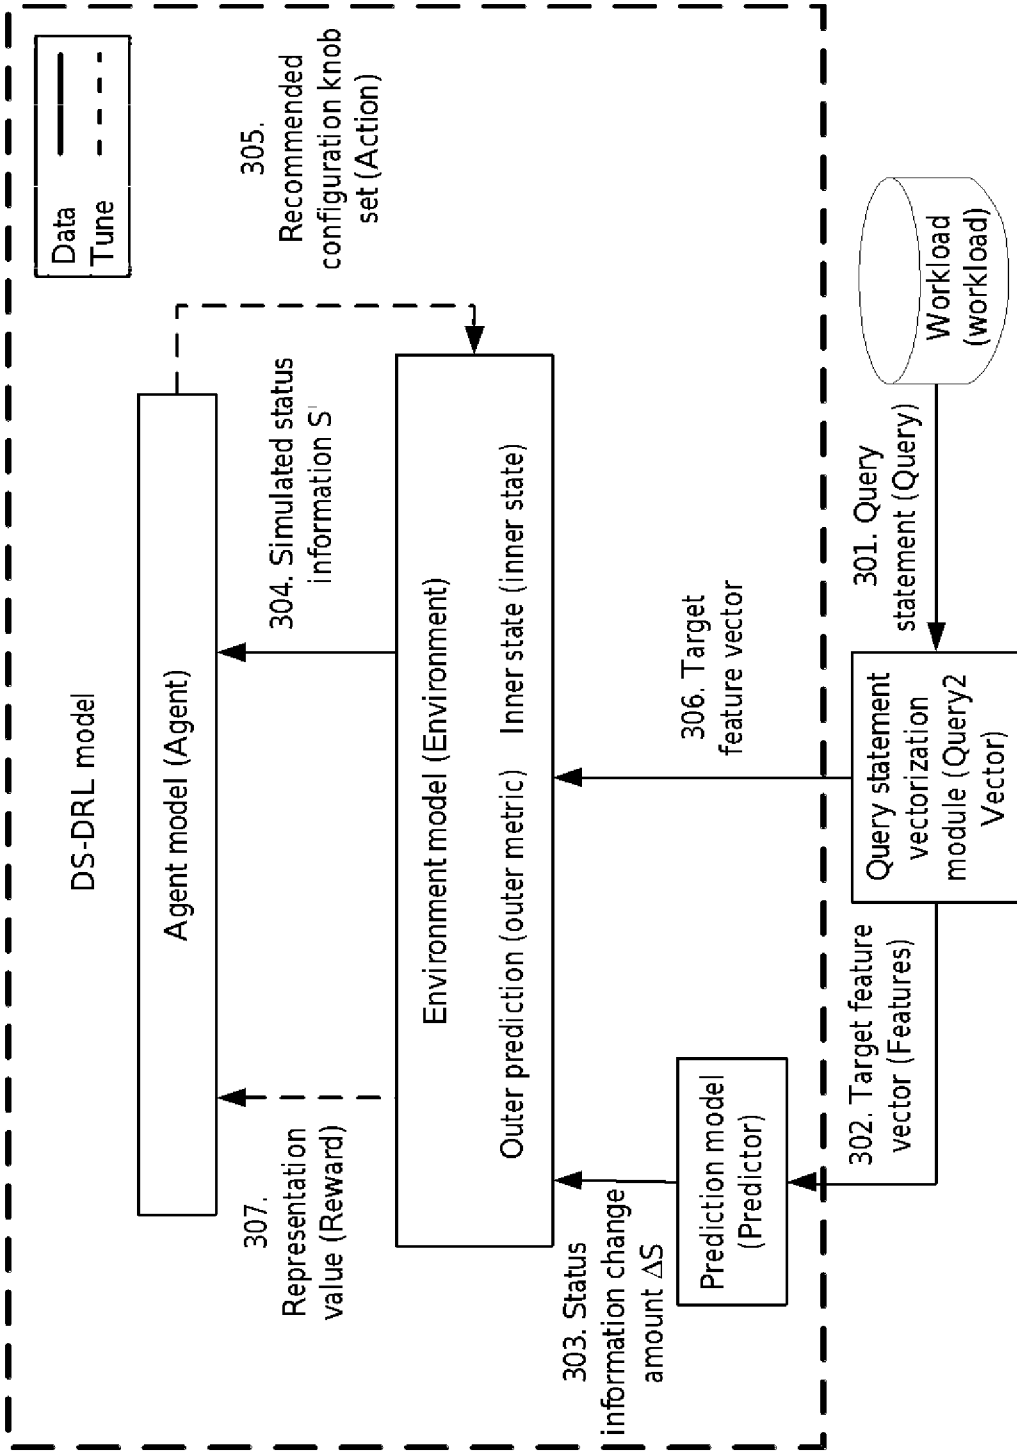 DS-DRL model
Data
Tune
Agent model (Agent)
307.
Representation
value (Reward)
304. Simulated status
information S'
305.
Recommended
configuration knob
set (Action)
Environment model (Environment)
Outer prediction (outer metric)
Inner state (inner state)
303. Status
information change
amount ΔS
306. Target
feature vector
Prediction model
(Predictor)
302. Target feature
vector (Features)
Query statement
vectorization
module (Query2
Vector)
301. Query
statement (Query)
Workload
(workload)